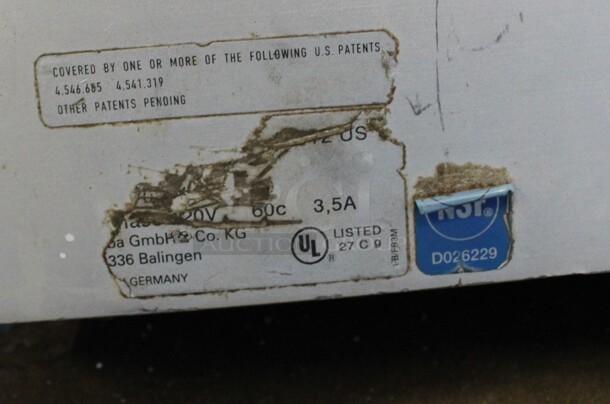 COVERED BY ONE OR MORE OF THE FOLLOWING U.S. PATENTS
4,546.685 4,541.319
OTHER PATENTS PENDING
12 US
20V 60c 3,5A
GmbH & Co. KG
336 Balingen
GERMANY
UL
LISTED
27 C 9
NSF®
D026229